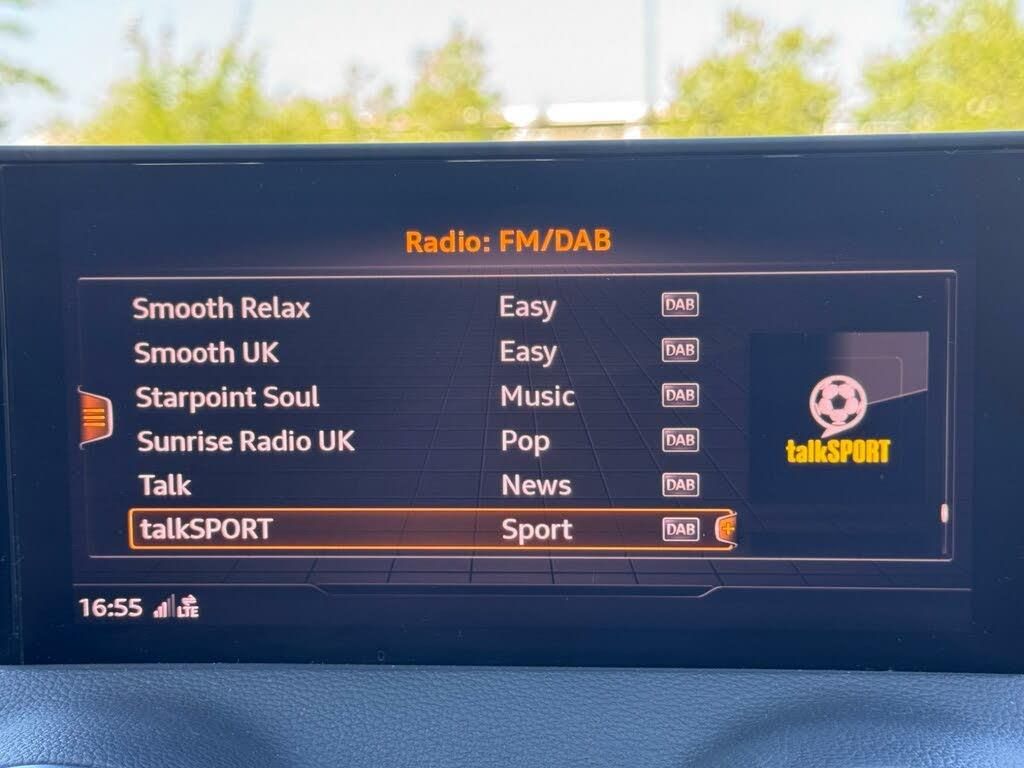 Radio: FM/DAB
Smooth Relax Easy DAB
Smooth UK Easy DAB
Starpoint Soul Music DAB
Sunrise Radio UK Pop DAB
Talk News DAB
talkSPORT Sport DAB
talkSPORT
16:55 LTE